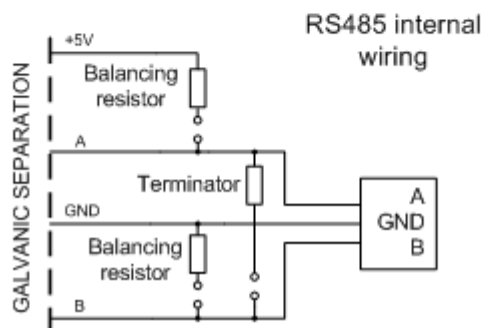 RS485 internal
wiring
+5V
Balancing
resistor
GALVANIC SEPARATION
A
Terminator
A
GND
GND
B
Balancing
resistor
B